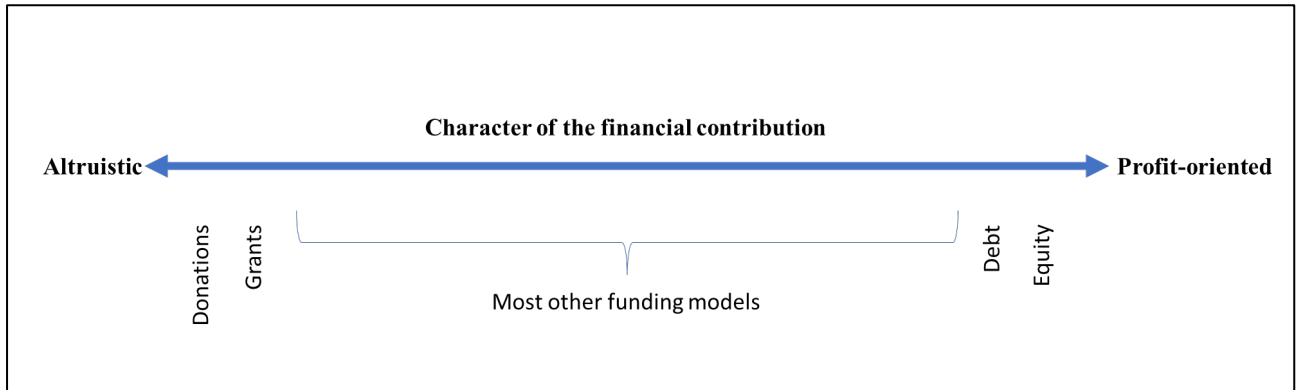 Character of the financial contribution
Altruistic
Profit-oriented
Donations
Grants
Debt
Equity
Most other funding models